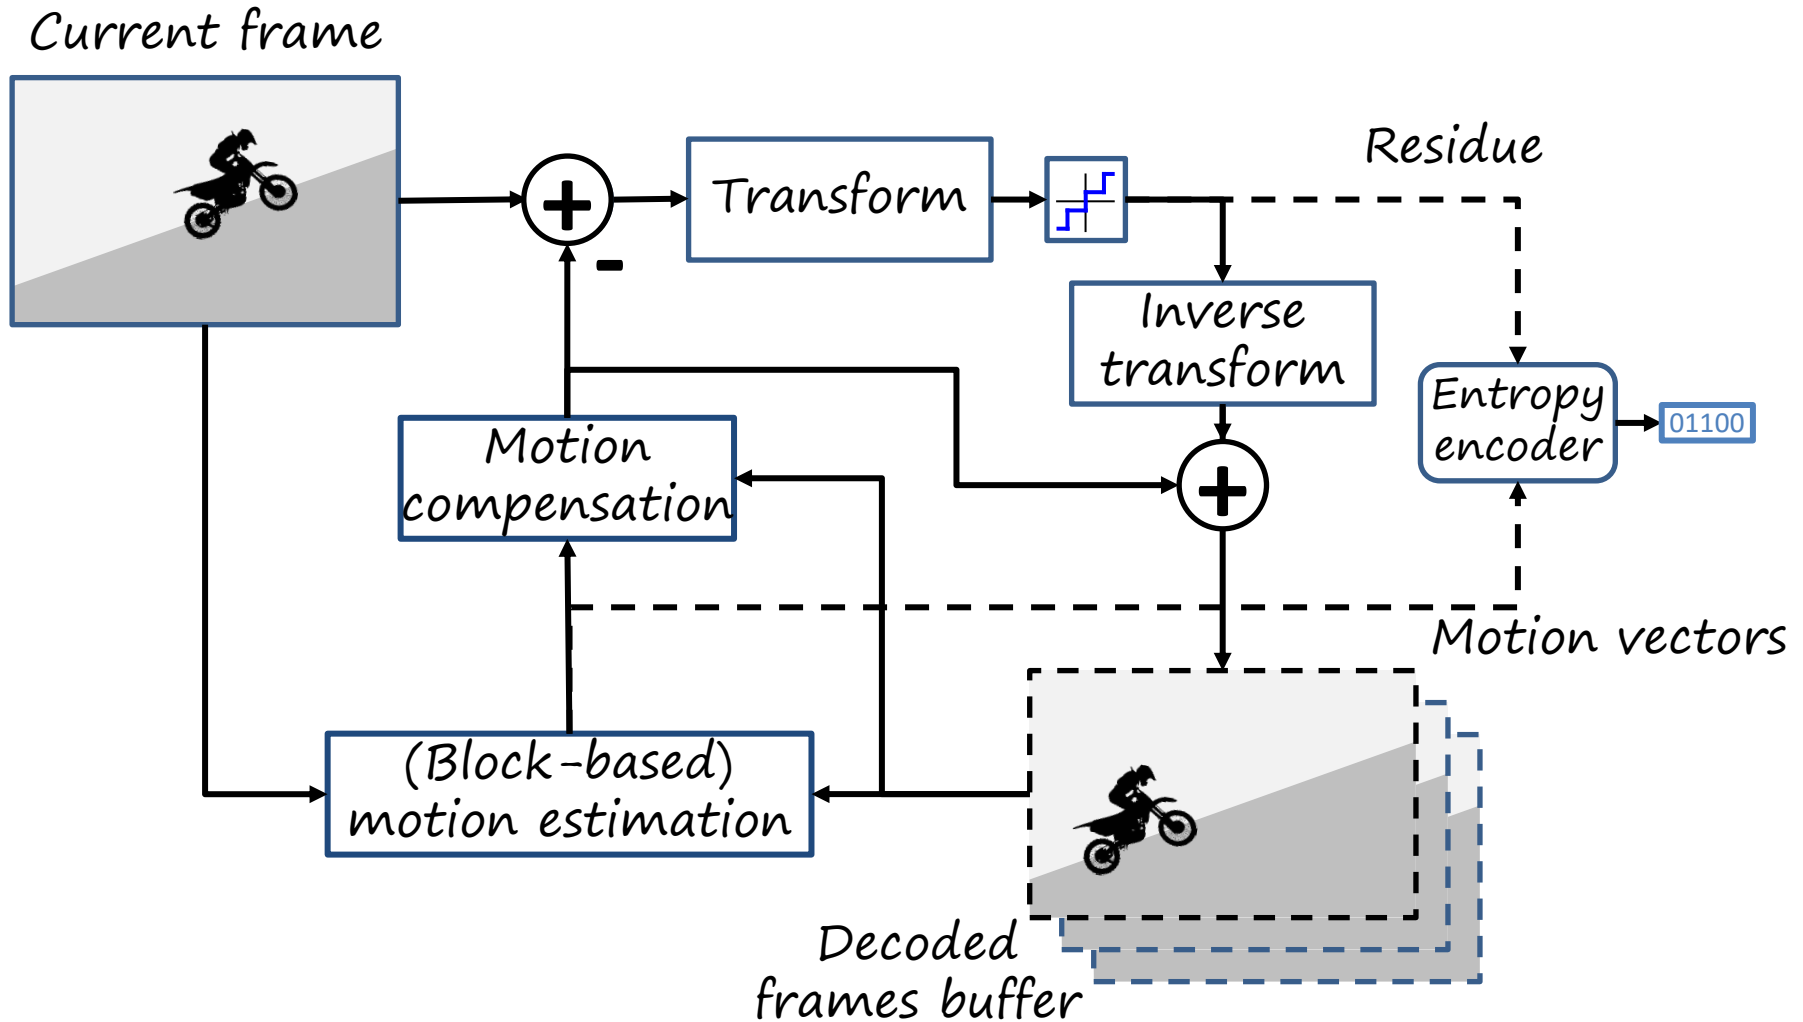 Current frame
Residue
Transform
Inverse
transform
Entropy
encoder
01100
Motion
compensation
Motion vectors
(Block-based)
motion estimation
Decoded
frames buffer